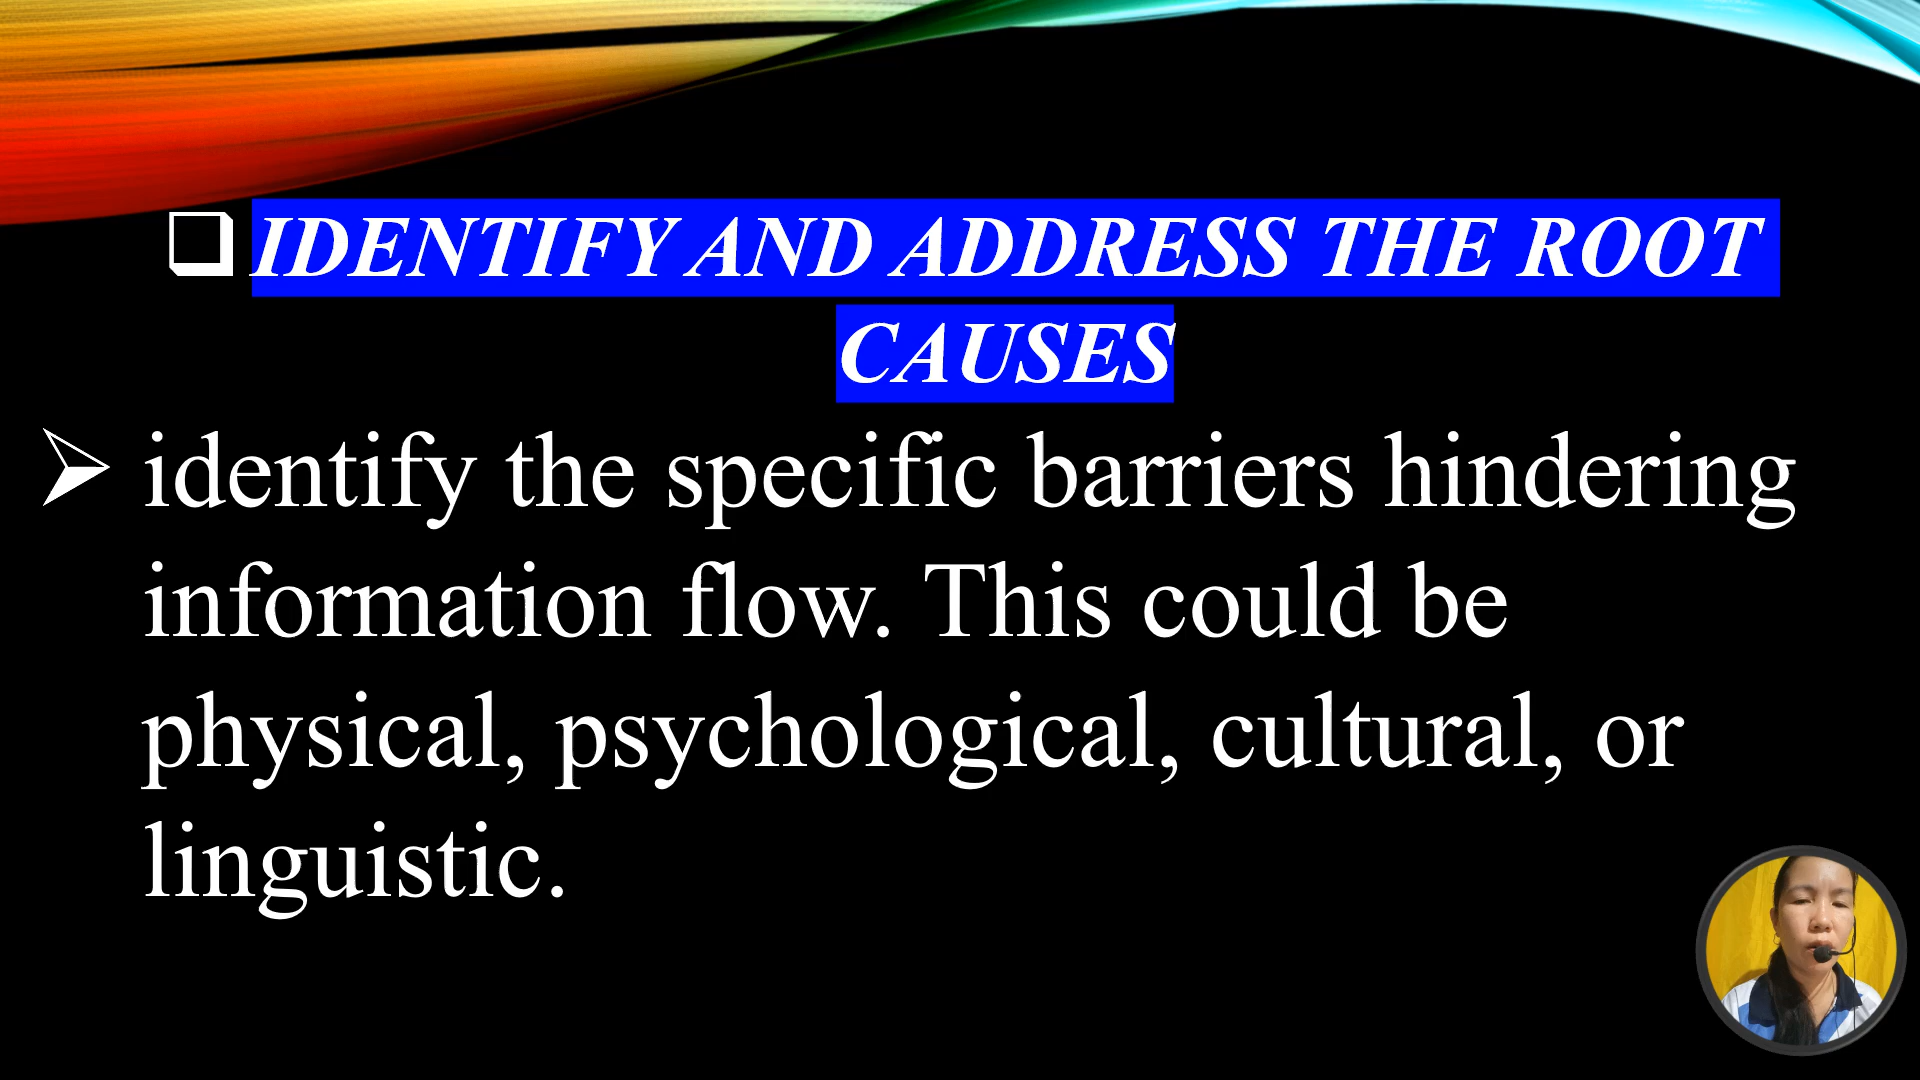 IDENTIFY AND ADDRESS THE ROOT
CAUSES
identify the specific barriers hindering
information flow. This could be
physical, psychological, cultural, or
linguistic.